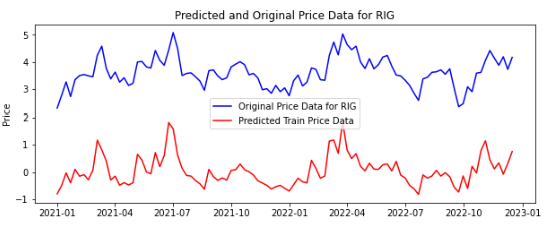 Predicted and Original Price Data for RIG
Price
5
4
3
2
1
0
−1
Original Price Data for RIG
Predicted Train Price Data
2021-01 2021-04 2021-07 2021-10 2022-01 2022-04 2022-07 2022-10 2023-01